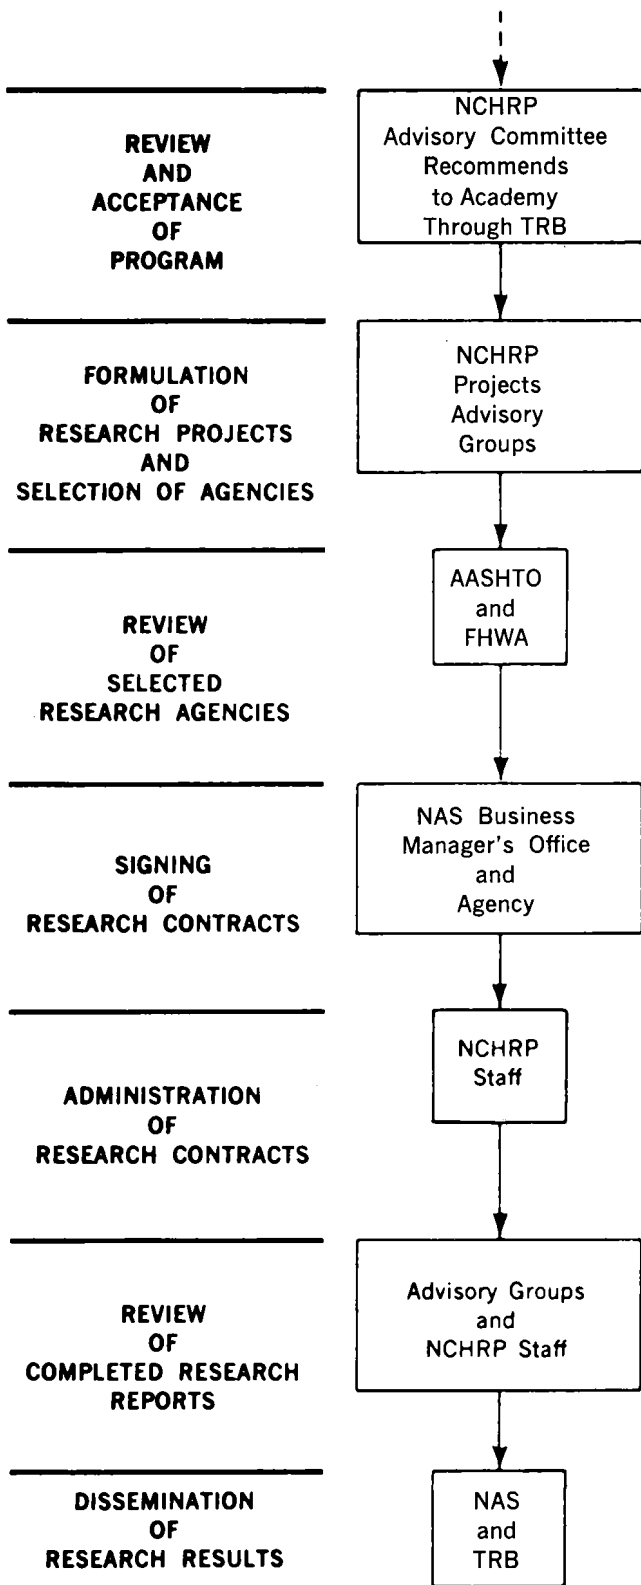 REVIEW
AND
ACCEPTANCE
OF
PROGRAM
NCHRP
Advisory Committee
Recommends
to Academy
Through TRB
FORMULATION
OF
RESEARCH PROJECTS
AND
SELECTION OF AGENCIES
NCHRP
Projects
Advisory
Groups
REVIEW
OF
SELECTED
RESEARCH AGENCIES
AASHTO
and
FHWA
SIGNING
OF
RESEARCH CONTRACTS
NAS Business
Manager's Office
and
Agency
ADMINISTRATION
OF
RESEARCH CONTRACTS
NCHRP
Staff
REVIEW
OF
COMPLETED RESEARCH
REPORTS
Advisory Groups
and
NCHRP Staff
DISSEMINATION
OF
RESEARCH RESULTS
NAS
and
TRB